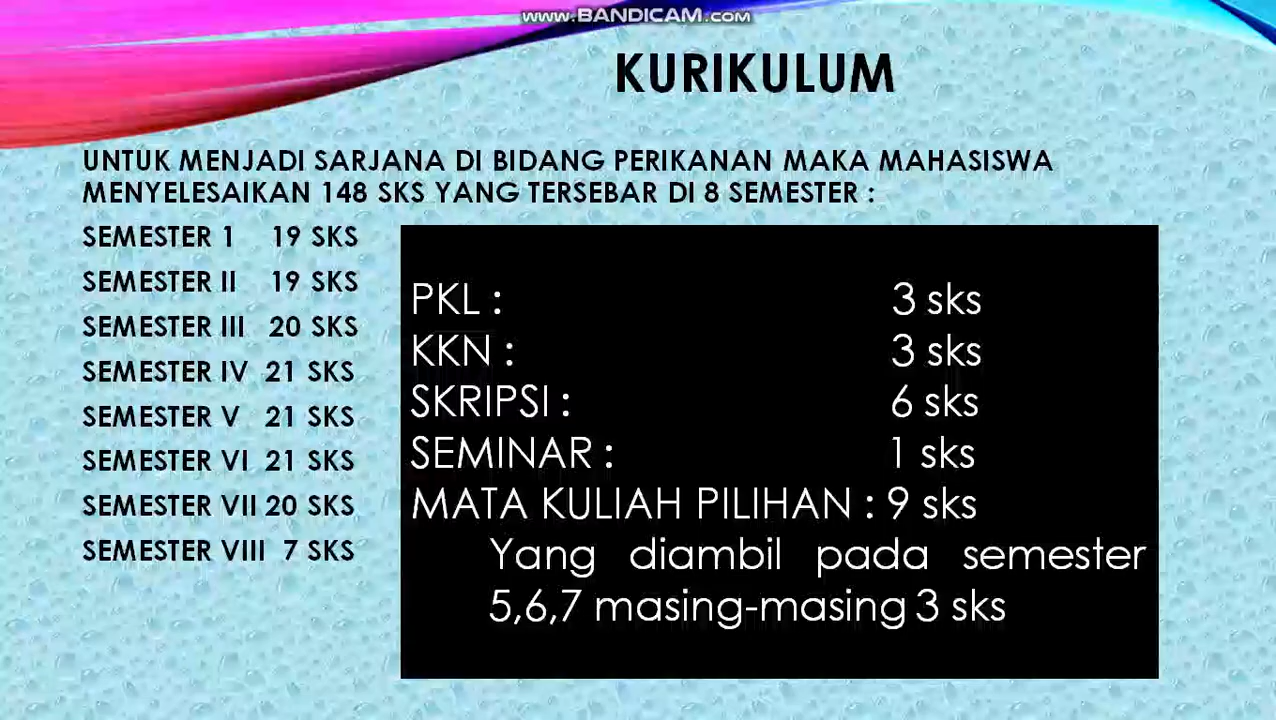 www.BANDICAM.com
KURIKULUM
UNTUK MENJADI SARJANA DI BIDANG PERIKANAN MAKA MAHASISWA
MENYELESAIKAN 148 SKS YANG TERSEBAR DI 8 SEMESTER :
SEMESTER 1 19 SKS
SEMESTER II 19 SKS
SEMESTER III 20 SKS
SEMESTER IV 21 SKS
SEMESTER V 21 SKS
SEMESTER VI 21 SKS
SEMESTER VII 20 SKS
SEMESTER VIII 7 SKS
PKL : 3 sks
KKN : 3 sks
SKRIPSI : 6 sks
SEMINAR : 1 sks
MATA KULIAH PILIHAN : 9 sks
Yang diambil pada semester
5,6,7 masing-masing 3 sks